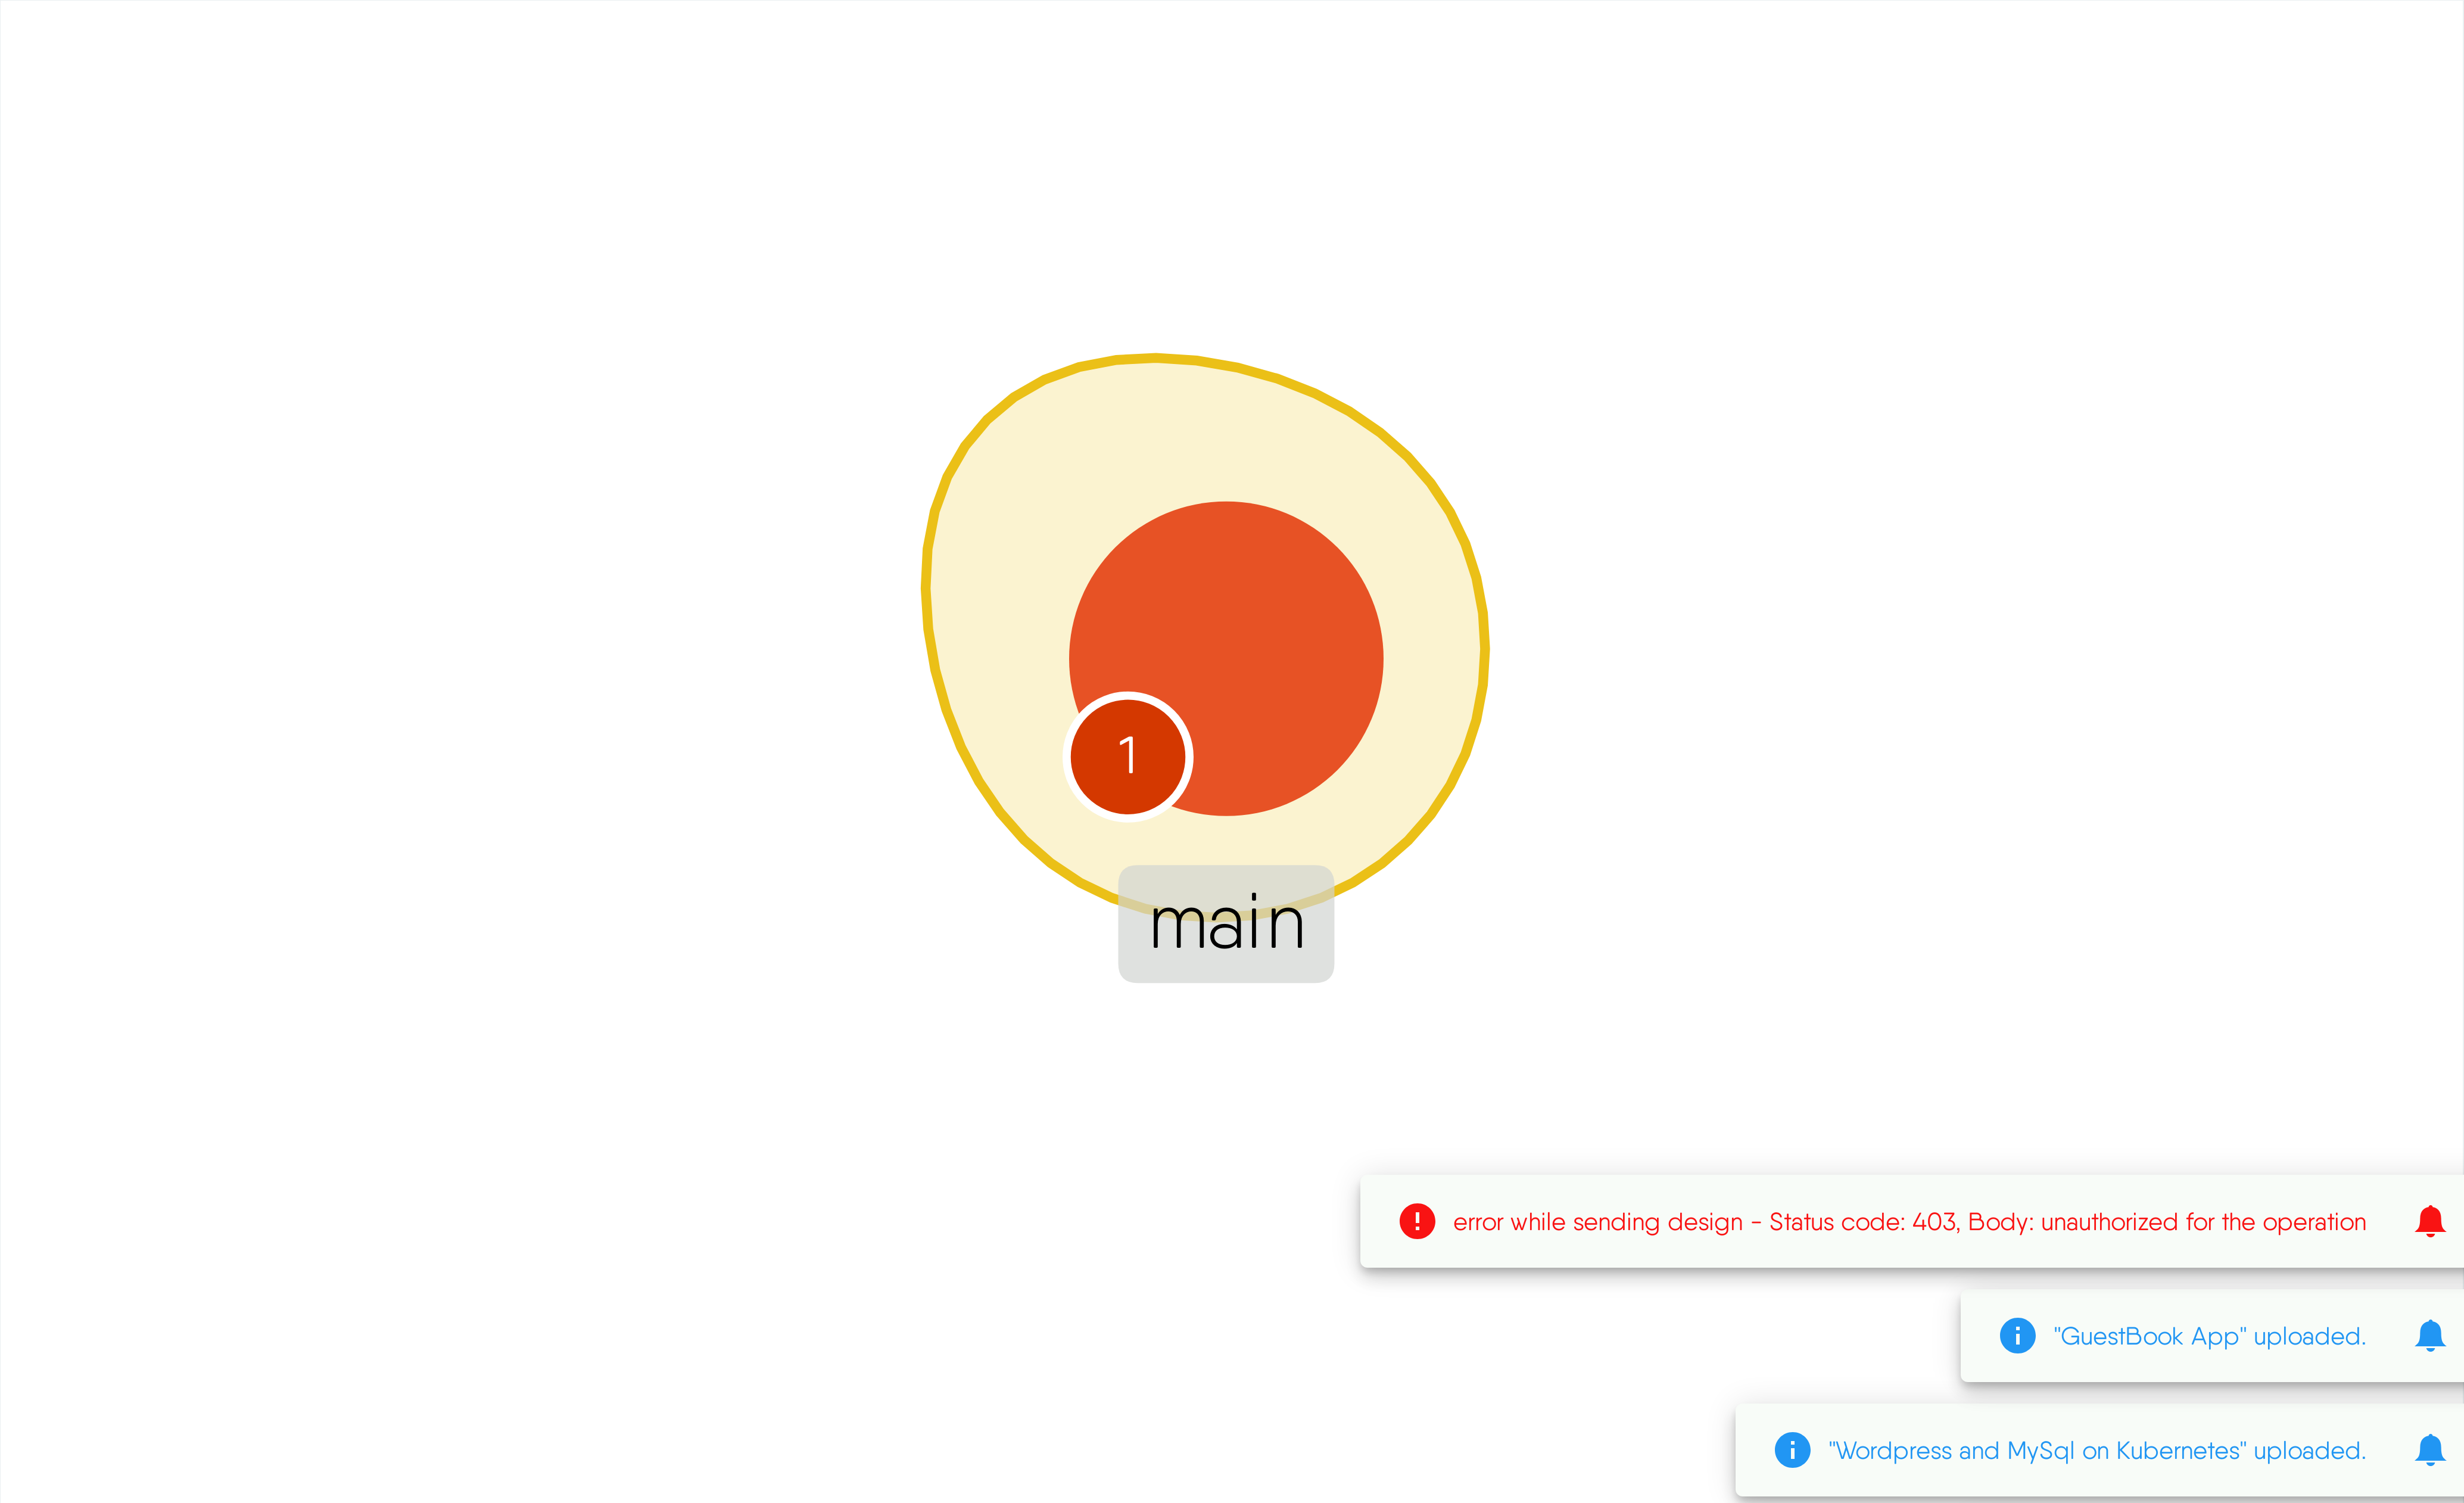 1
main
error while sending design - Status code: 403, Body: unauthorized for the operation
"GuestBook App" uploaded.
"Wordpress and MySql on Kubernetes" uploaded.